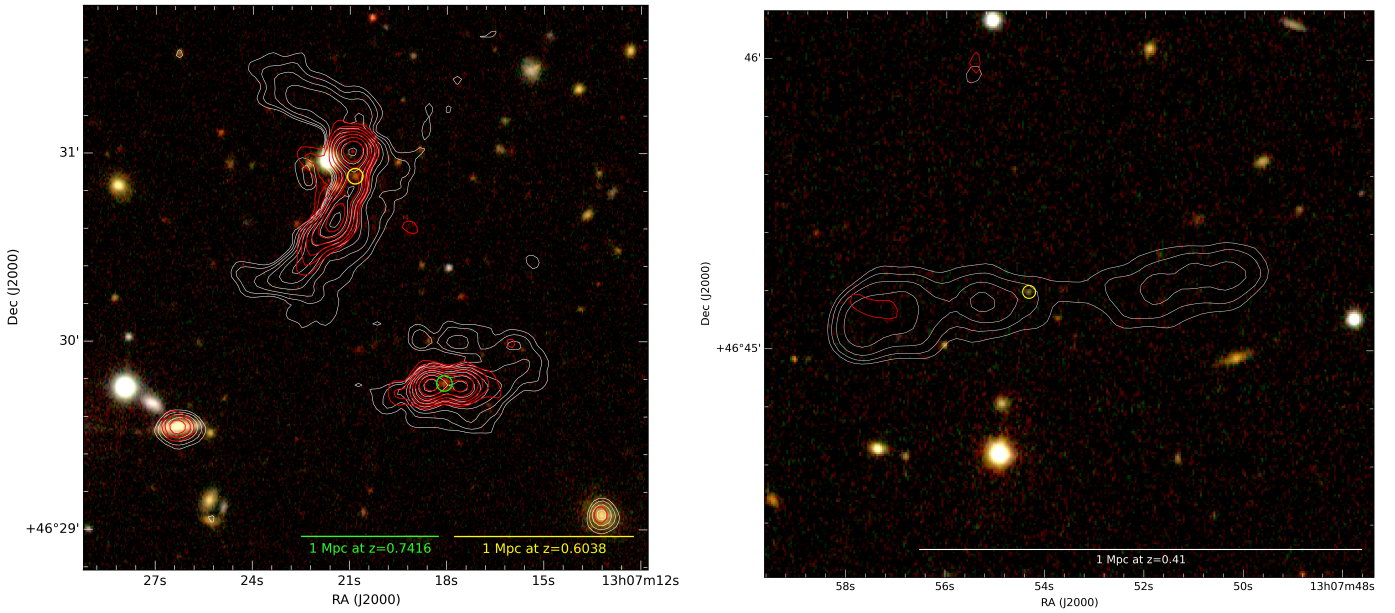 31'
30'
+46°29'
Dec (J2000)
1 Mpc at z=0.7416
1 Mpc at z=0.6038
27s
24s
21s
18s
15s
13h07m12s
RA (J2000)
46'
+46°45'
Dec (J2000)
1 Mpc at z=0.41
58s
56s
54s
52s
50s
13h07m48s
RA (J2000)